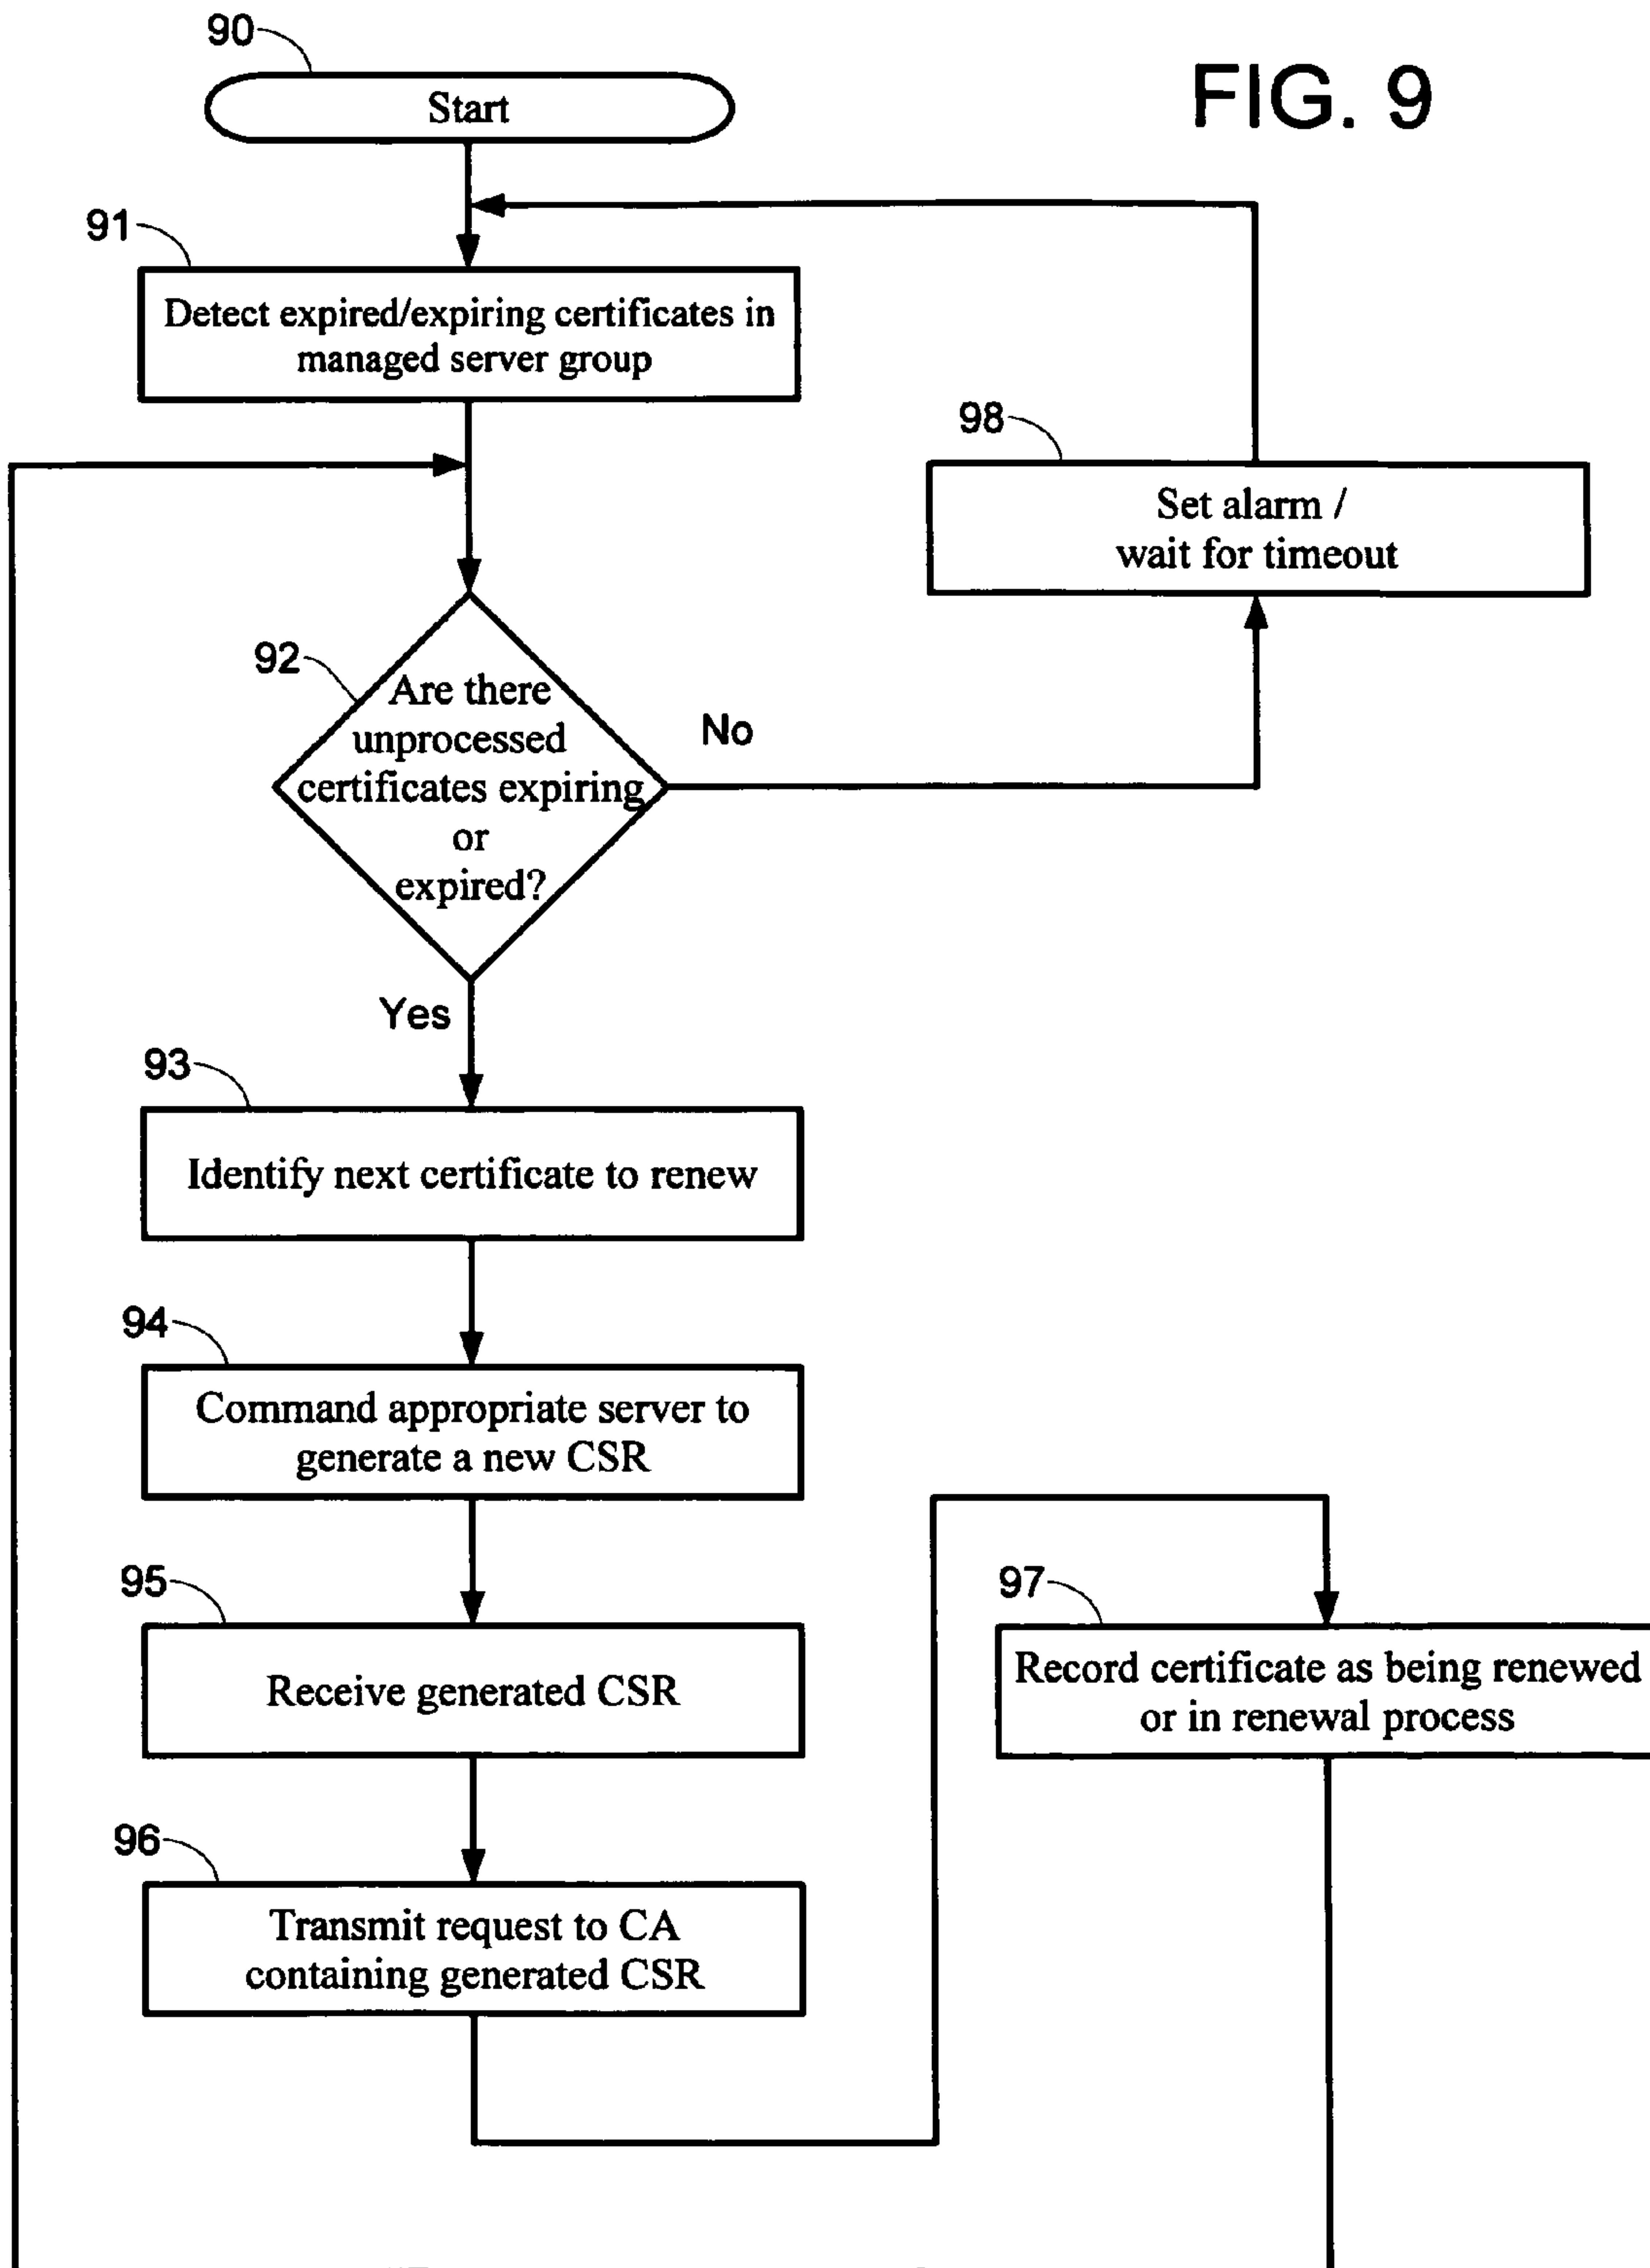 FIG. 9
90
Start
91
Detect expired/expiring certificates in
managed server group
98
Set alarm /
wait for timeout
92
Are there
unprocessed
certificates expiring
or
expired?
No
Yes
93
Identify next certificate to renew
94
Command appropriate server to
generate a new CSR
95
Receive generated CSR
97
Record certificate as being renewed
or in renewal process
96
Transmit request to CA
containing generated CSR